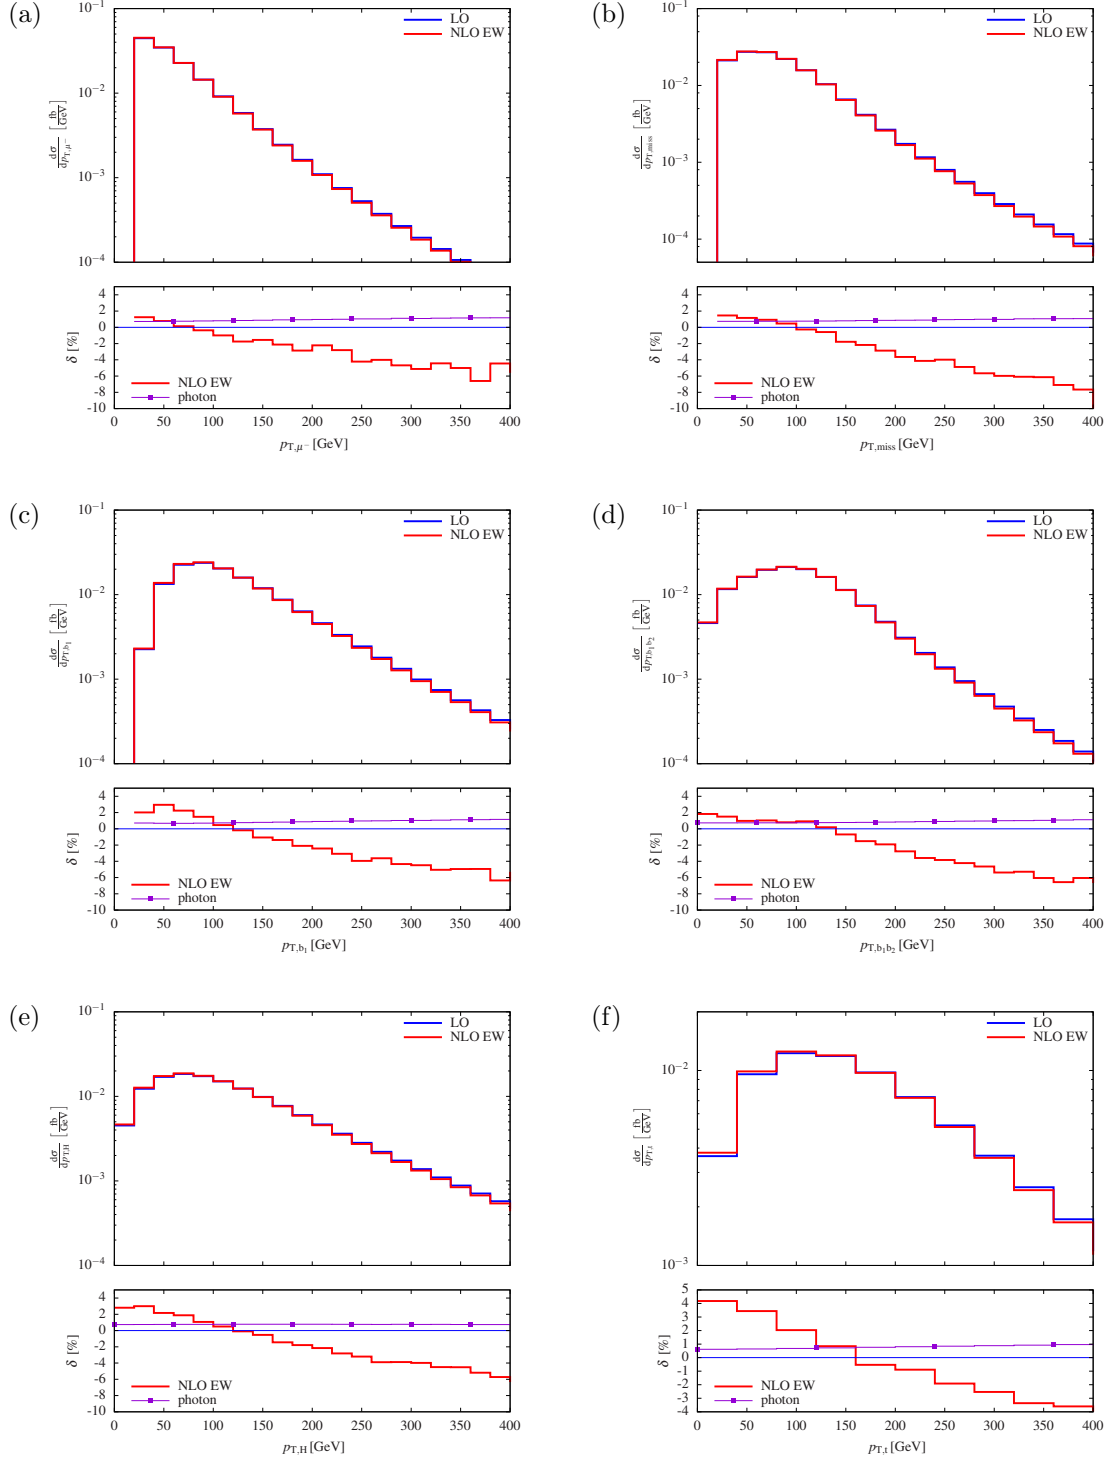 (a)
10⁻¹
10⁻²
10⁻³
10⁻⁴
dσ/dp_T,μ⁻ [fb/GeV]
LO
NLO EW
4
2
0
-2
-4
-6
-8
-10
δ [%]
NLO EW
photon
0 50 100 150 200 250 300 350 400
p_T,μ⁻ [GeV]
(b)
10⁻¹
10⁻²
10⁻³
10⁻⁴
dσ/dp_T,miss [fb/GeV]
LO
NLO EW
4
2
0
-2
-4
-6
-8
-10
δ [%]
NLO EW
photon
0 50 100 150 200 250 300 350 400
p_T,miss [GeV]
(c)
10⁻¹
10⁻²
10⁻³
10⁻⁴
dσ/dp_T,b₁ [fb/GeV]
LO
NLO EW
4
2
0
-2
-4
-6
-8
-10
δ [%]
NLO EW
photon
0 50 100 150 200 250 300 350 400
p_T,b₁ [GeV]
(d)
10⁻¹
10⁻²
10⁻³
10⁻⁴
dσ/dp_T,b₁b₂ [fb/GeV]
LO
NLO EW
4
2
0
-2
-4
-6
-8
-10
δ [%]
NLO EW
photon
0 50 100 150 200 250 300 350 400
p_T,b₁b₂ [GeV]
(e)
10⁻¹
10⁻²
10⁻³
10⁻⁴
dσ/dp_T,H [fb/GeV]
LO
NLO EW
4
2
0
-2
-4
-6
-8
-10
δ [%]
NLO EW
photon
0 50 100 150 200 250 300 350 400
p_T,H [GeV]
(f)
10⁻²
10⁻³
dσ/dp_T,t [fb/GeV]
LO
NLO EW
5
4
3
2
1
0
-1
-2
-3
-4
δ [%]
NLO EW
photon
0 50 100 150 200 250 300 350 400
p_T,t [GeV]